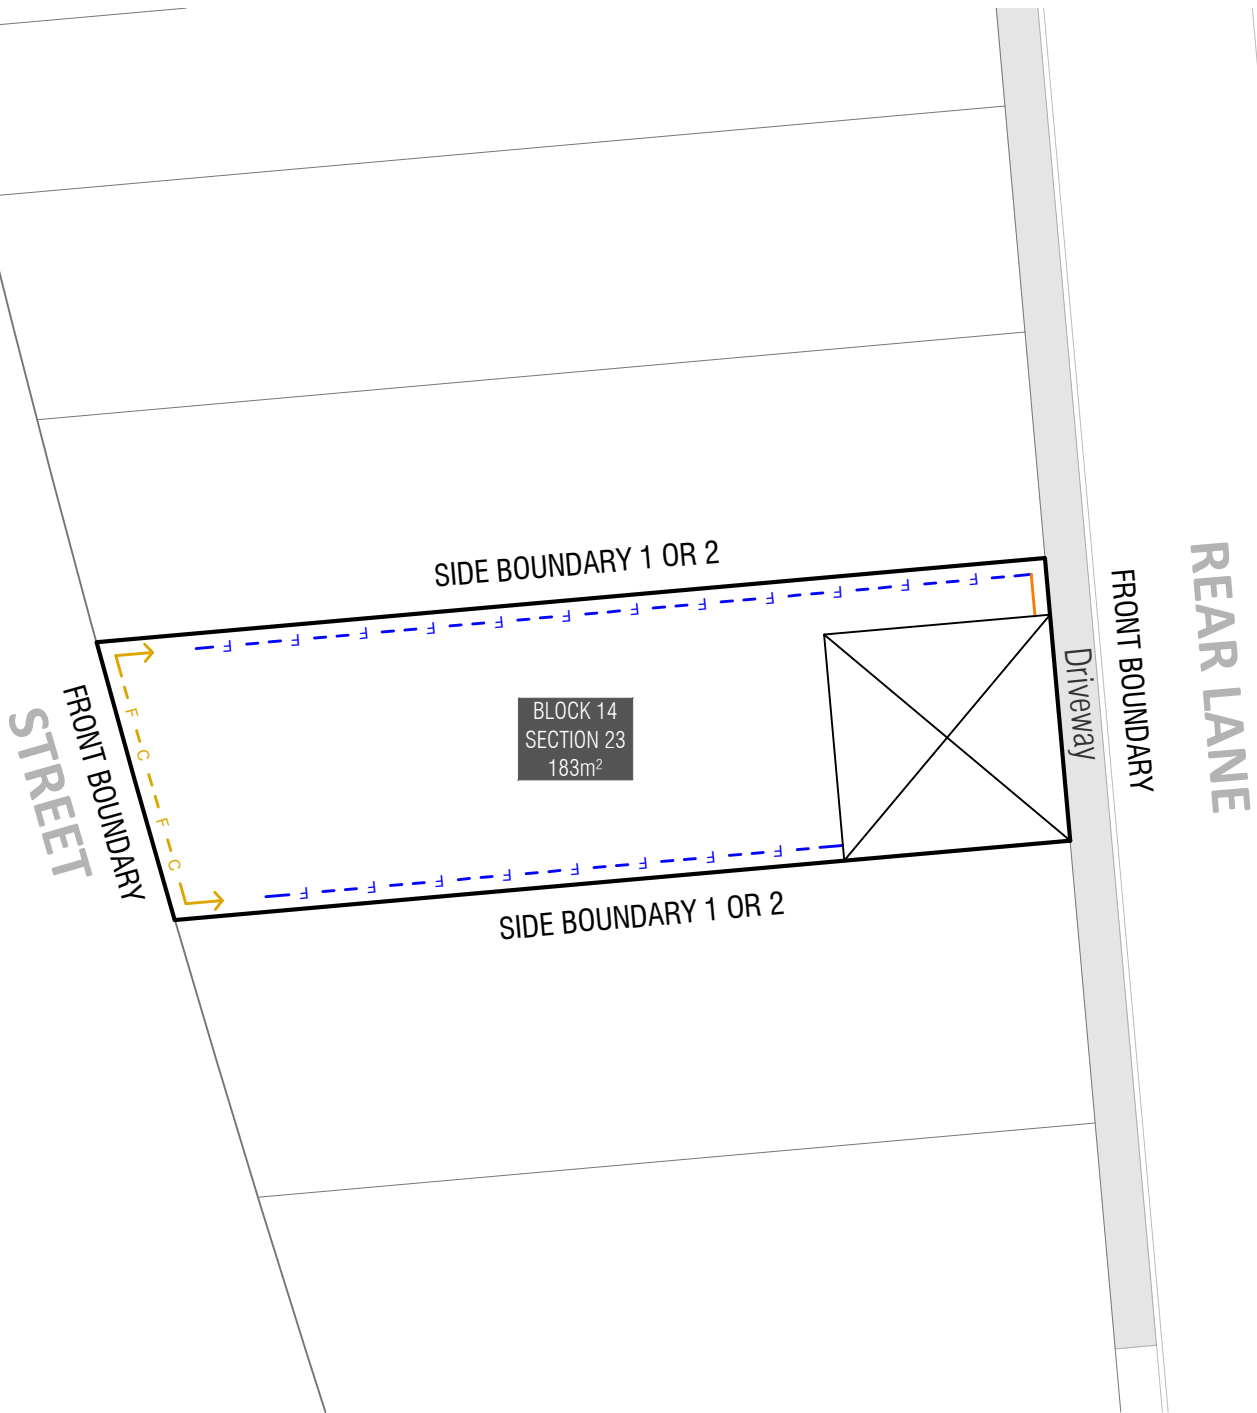 SIDE BOUNDARY 1 OR 2
REAR LANE
FRONT BOUNDARY
Driveway
STREET
FRONT BOUNDARY
BLOCK 14
SECTION 23
183m²
SIDE BOUNDARY 1 OR 2
F F F F F F F F F F F F
F C F C
F F F F F F F F